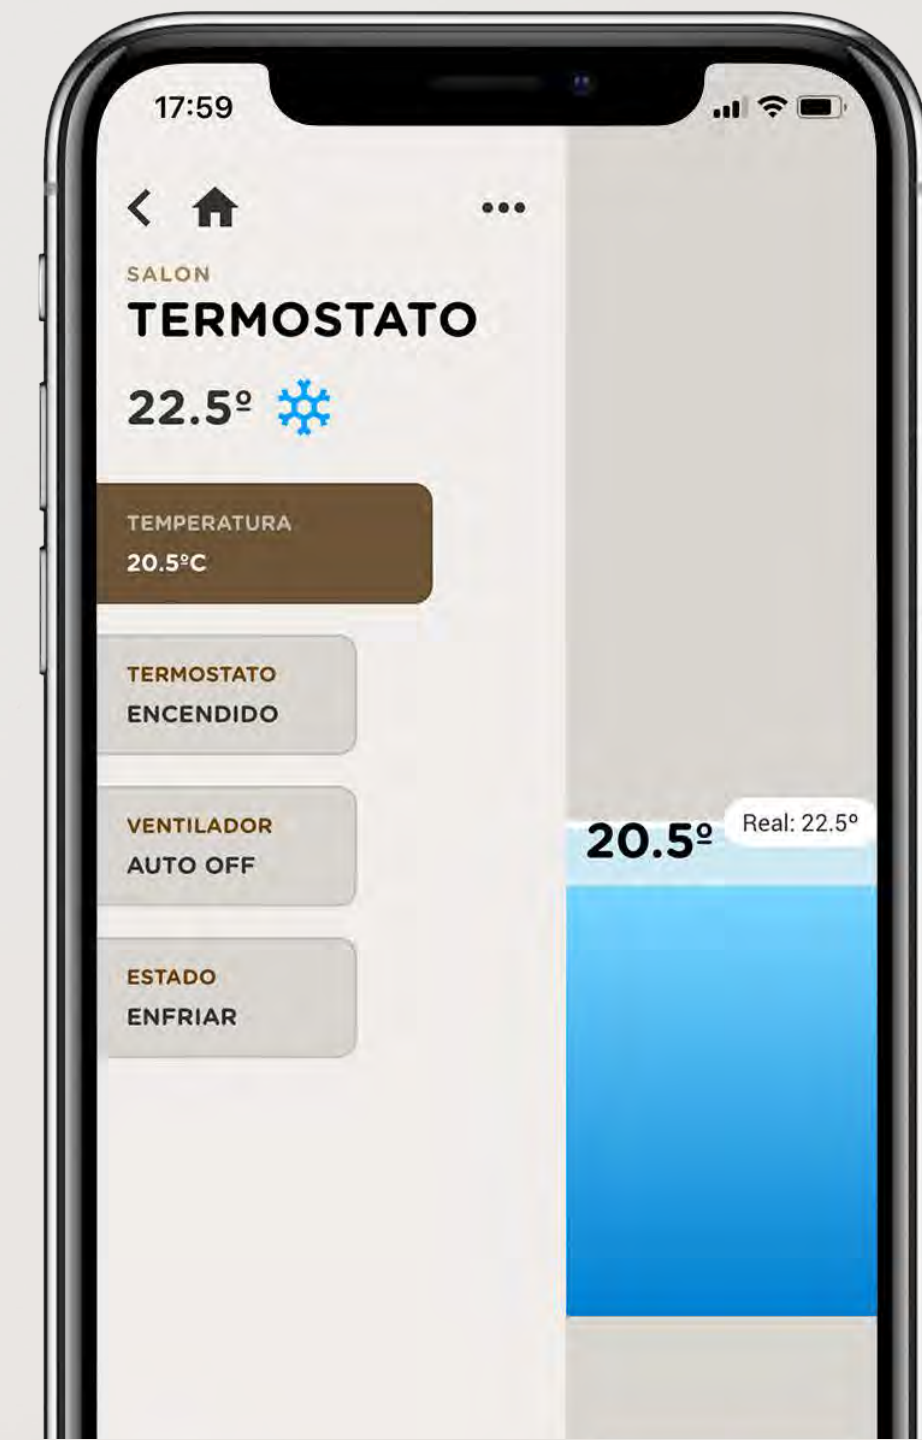 17:59
SALON
TERMOSTATO
22.5º
TEMPERATURA
20.5ºC
TERMOSTATO
ENCENDIDO
VENTILADOR
AUTO OFF
ESTADO
ENFRIAR
20.5º
Real: 22.5º